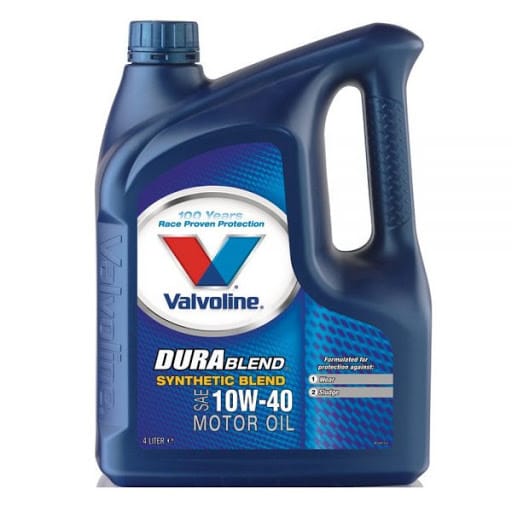 100 Years
Race Proven Protection
Valvoline
Valvoline.
DURABLEND
SYNTHETIC BLEND
SAE 10W-40
MOTOR OIL
4 LITER e
Formulated for
protection against:
1 Wear
2 Sludge